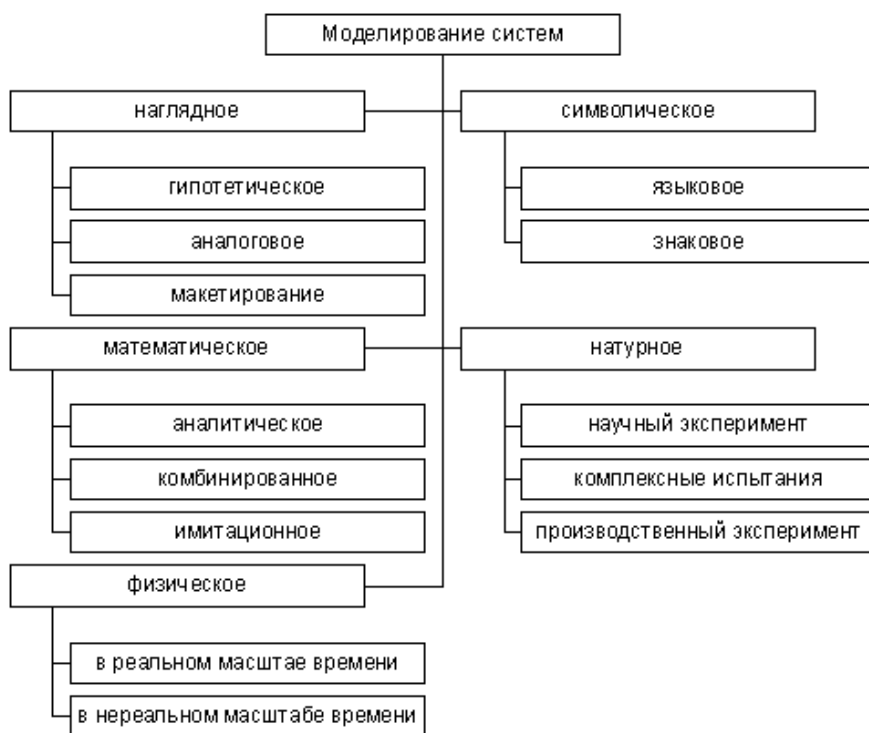 Моделирование систем
наглядное
гипотетическое
аналоговое
макетирование
символическое
языковое
знаковое
математическое
аналитическое
комбинированное
имитационное
натурное
научный эксперимент
комплексные испытания
производственный эксперимент
физическое
в реальном масштае времени
в нереальном масштабе времени